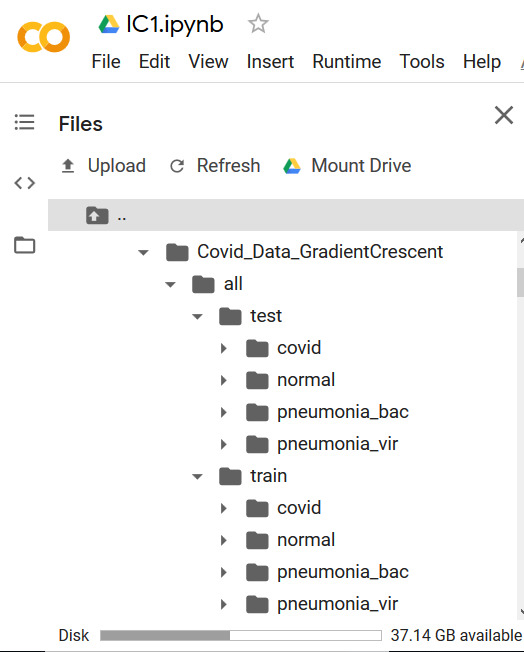 IC1.ipynb
File Edit View Insert Runtime Tools Help
Files
Upload Refresh Mount Drive
..
Covid_Data_GradientCrescent
all
test
covid
normal
pneumonia_bac
pneumonia_vir
train
covid
normal
pneumonia_bac
pneumonia_vir
Disk 37.14 GB available